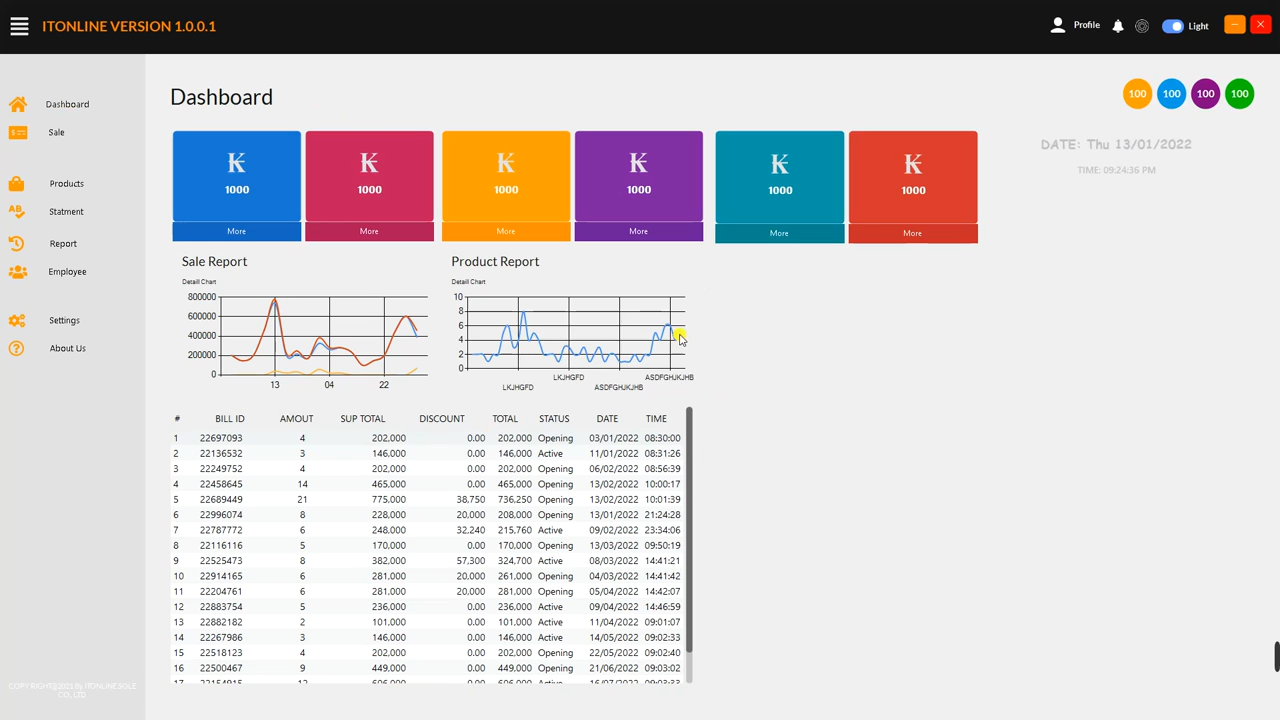 ITONLINE VERSION 1.0.0.1
Profile
Light
Dashboard
Sale
Products
Statment
Report
Employee
Settings
About Us
COPYRIGHT@2021 By ITONLINE SOLE
CO., LTD
Dashboard
100 100 100 100
DATE: Thu 13/01/2022
TIME: 09:24:36 PM
₭ ₭ ₭ ₭ ₭ ₭
1000 1000 1000 1000 1000 1000
More More More More More More
Sale Report
Detaill Chart
800000
600000
400000
200000
0
13 04 22
Product Report
Detaill Chart
10
8
6
4
2
0
LKJHGFD LKJHGFD ASDFGHJKJHB ASDFGHJKJHB
# BILL ID AMOUT SUP TOTAL DISCOUNT TOTAL STATUS DATE TIME
1 22697093 4 202,000 0.00 202,000 Opening 03/01/2022 08:30:00
2 22136532 3 146,000 0.00 146,000 Active 11/01/2022 08:31:26
3 22249752 4 202,000 0.00 202,000 Opening 06/02/2022 08:56:39
4 22458645 14 465,000 0.00 465,000 Opening 13/02/2022 10:00:17
5 22689449 21 775,000 38,750 736,250 Opening 13/02/2022 10:01:39
6 22996074 8 228,000 20,000 208,000 Opening 13/01/2022 21:24:28
7 22787772 6 248,000 32,240 215,760 Active 09/02/2022 23:34:06
8 22116116 5 170,000 0.00 170,000 Opening 13/03/2022 09:50:19
9 22525473 8 382,000 57,300 324,700 Active 08/03/2022 14:41:21
10 22914165 6 281,000 20,000 261,000 Opening 04/03/2022 14:41:42
11 22204761 6 281,000 20,000 281,000 Opening 05/04/2022 14:42:07
12 22883754 5 236,000 0.00 236,000 Active 09/04/2022 14:46:59
13 22882182 2 101,000 0.00 101,000 Active 11/04/2022 09:01:07
14 22267986 3 146,000 0.00 146,000 Active 14/05/2022 09:02:33
15 22518123 4 202,000 0.00 202,000 Opening 22/05/2022 09:02:40
16 22500467 9 449,000 0.00 449,000 Opening 21/06/2022 09:03:02